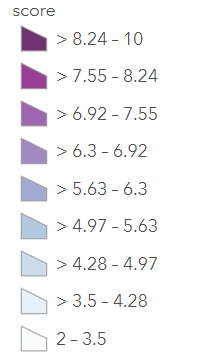 score
> 8.24 – 10
> 7.55 – 8.24
> 6.92 – 7.55
> 6.3 – 6.92
> 5.63 – 6.3
> 4.97 – 5.63
> 4.28 – 4.97
> 3.5 – 4.28
2 – 3.5